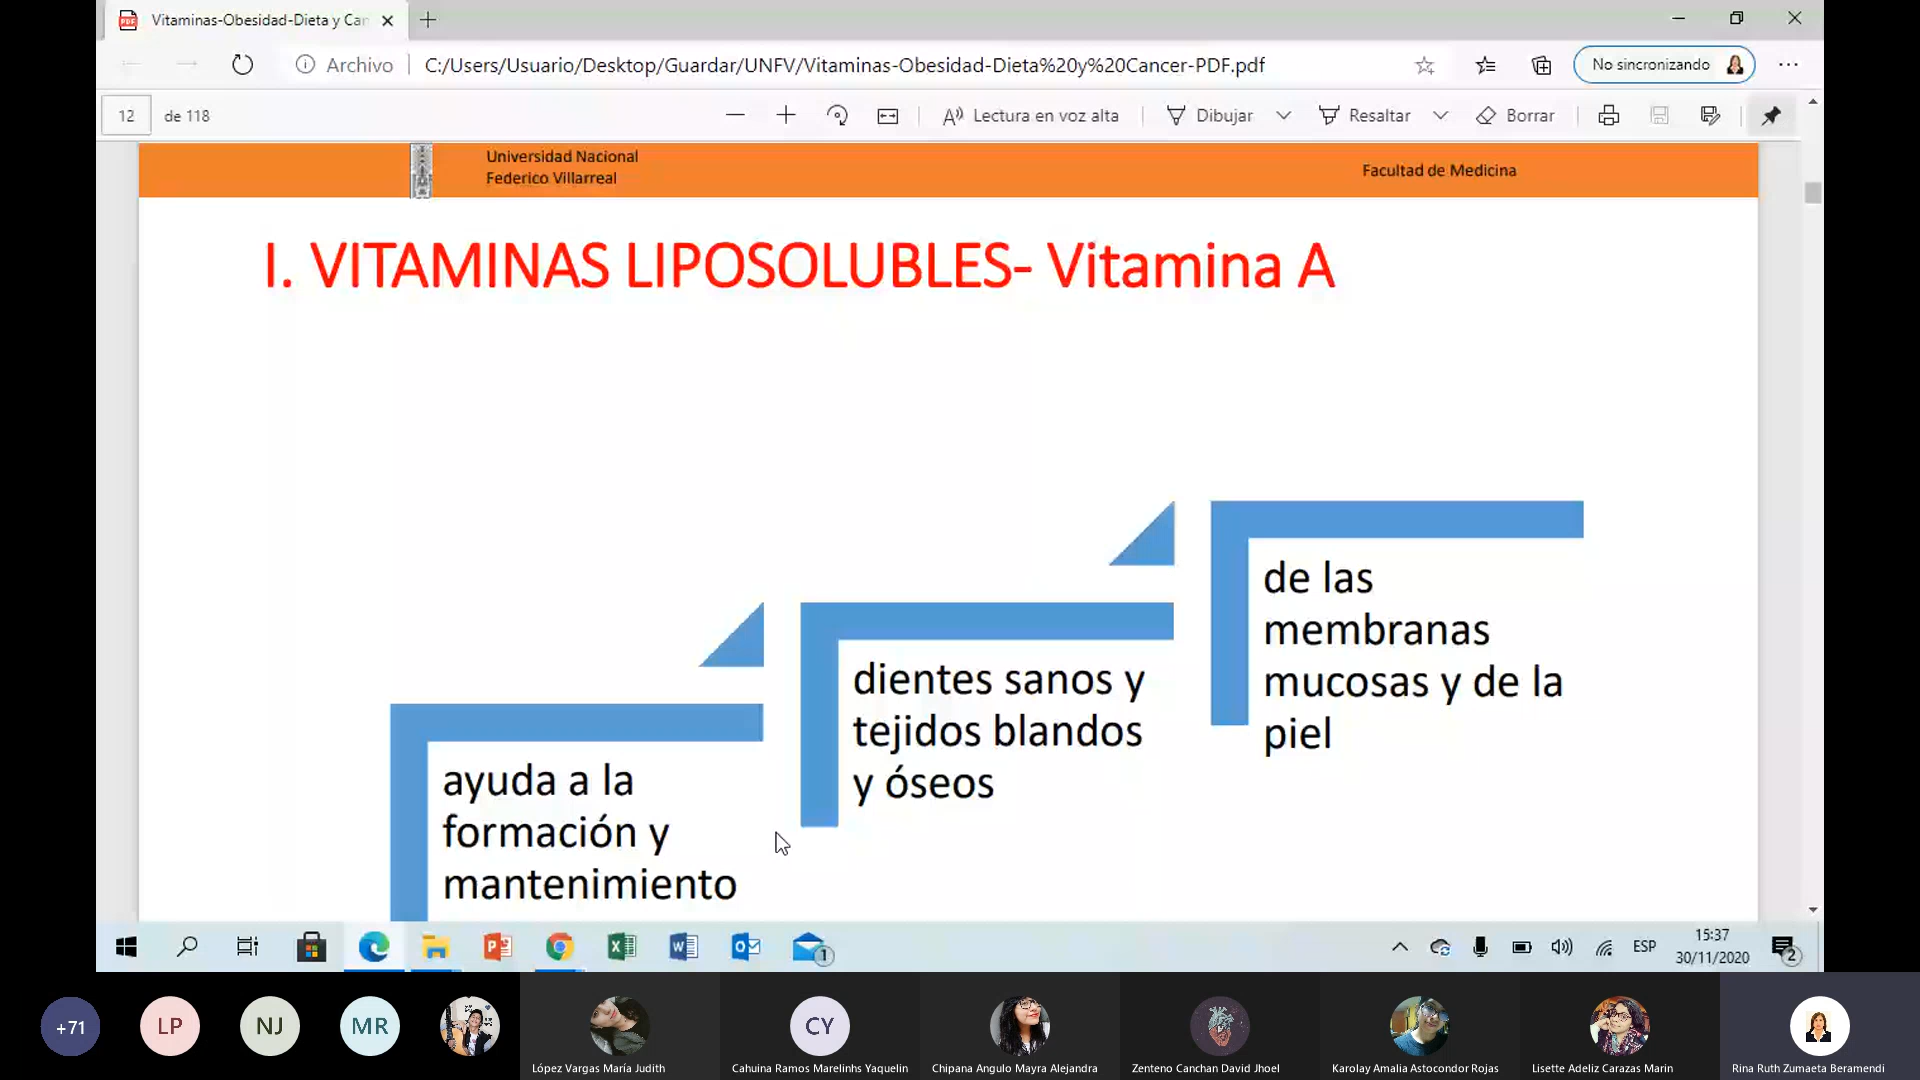 Vitaminas-Obesidad-Dieta y Can
Archivo
C:/Users/Usuario/Desktop/Guardar/UNFV/Vitaminas-Obesidad-Dieta%20y%20Cancer-PDF.pdf
No sincronizando
12 de 118
Lectura en voz alta
Dibujar
Resaltar
Borrar
Universidad Nacional
Federico Villarreal
Facultad de Medicina
I. VITAMINAS LIPOSOLUBLES- Vitamina A
ayuda a la
formación y
mantenimiento
dientes sanos y
tejidos blandos
y óseos
de las
membranas
mucosas y de la
piel
1
ESP
15:37
30/11/2020
2
+71
LP
NJ
MR
López Vargas María Judith
CY
Cahuina Ramos Marelinhs Yaquelin
Chipana Angulo Mayra Alejandra
Zenteno Canchan David Jhoel
Karolay Amalia Astocondor Rojas
Lisette Adeliz Carazas Marin
Rina Ruth Zumaeta Beramendi